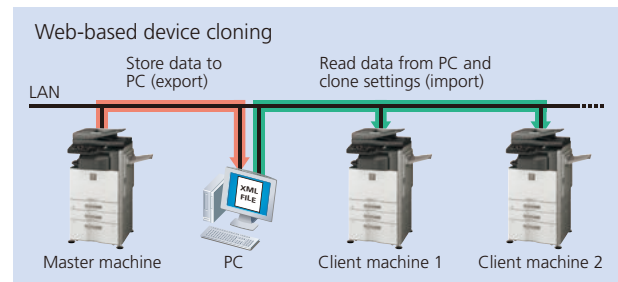 Web-based device cloning
Store data to
PC (export)
Read data from PC and
clone settings (import)
LAN
XML
FILE
Master machine
PC
Client machine 1
Client machine 2